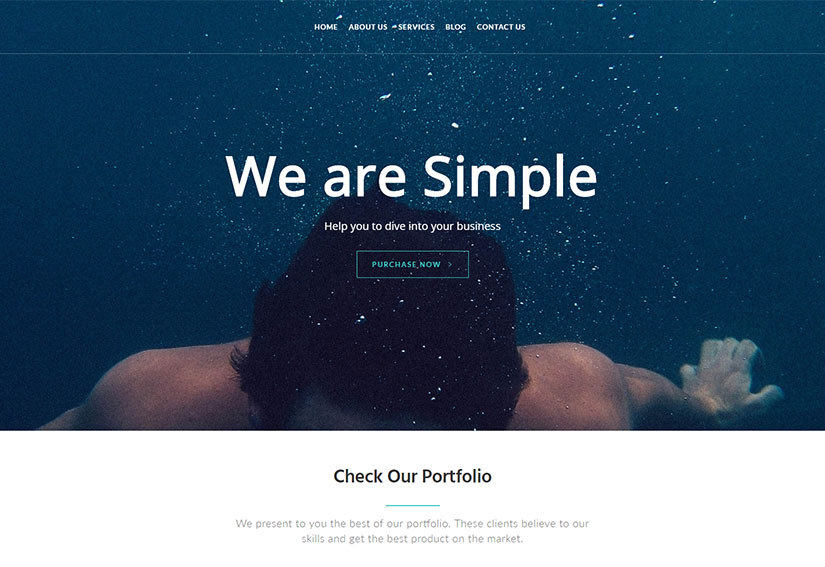 HOME ABOUT US SERVICES BLOG CONTACT US
We are Simple
Help you to dive into your business
PURCHASE NOW >
Check Our Portfolio
We present to you the best of our portfolio. These clients believe to our
skills and get the best product on the market.